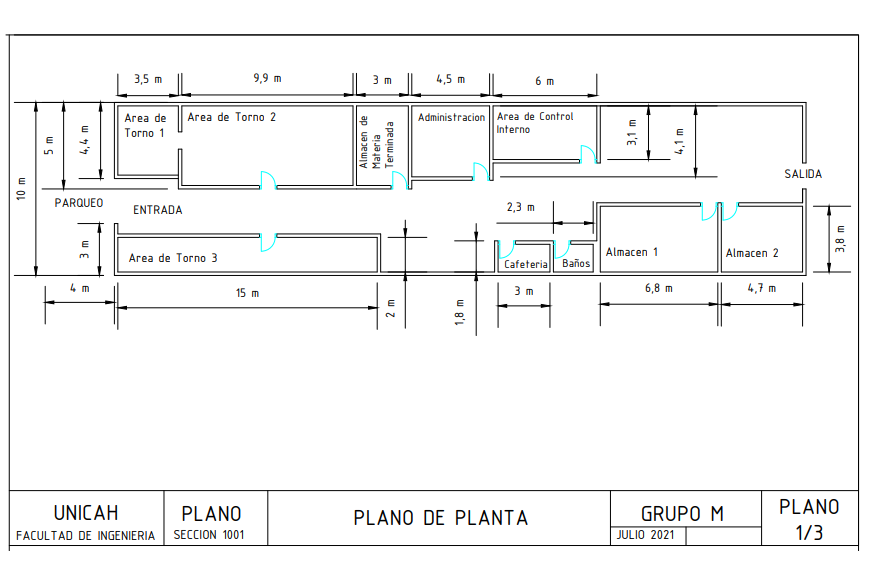 3,5 m
9,9 m
3 m
4,5 m
6 m
Area de
Torno 1
Area de Torno 2
Almacen de
Materia
Terminada
Administracion
Area de Control
Interno
10 m
5 m
4,4 m
3,1 m
4,1 m
SALIDA
PARQUEO
ENTRADA
2,3 m
3 m
Area de Torno 3
Cafeteria
Baños
Almacen 1
Almacen 2
3,8 m
4 m
15 m
2 m
1,8 m
3 m
6,8 m
4,7 m
UNICAH
FACULTAD DE INGENIERIA
PLANO
SECCION 1001
PLANO DE PLANTA
GRUPO M
JULIO 2021
PLANO
1/3